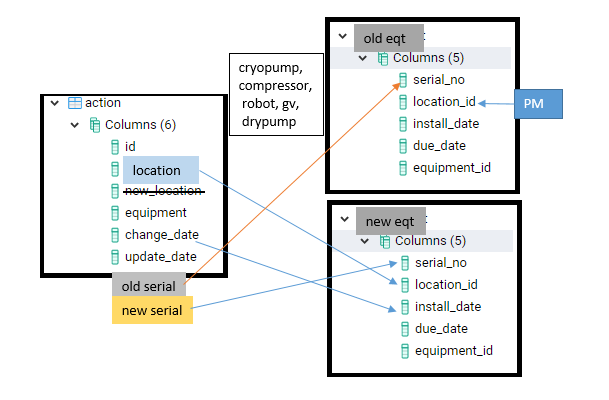 action
Columns (6)
id
location
new_location
equipment
change_date
update_date
old serial
new serial
cryopump,
compressor,
robot, gv,
drypump
old eqt
Columns (5)
serial_no
location_id
PM
install_date
due_date
equipment_id
new eqt
Columns (5)
serial_no
location_id
install_date
due_date
equipment_id